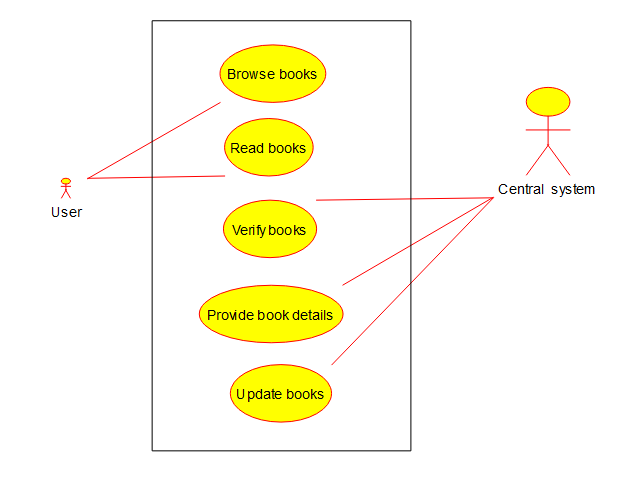 Browse books
Read books
User
Central system
Verify books
Provide book details
Update books